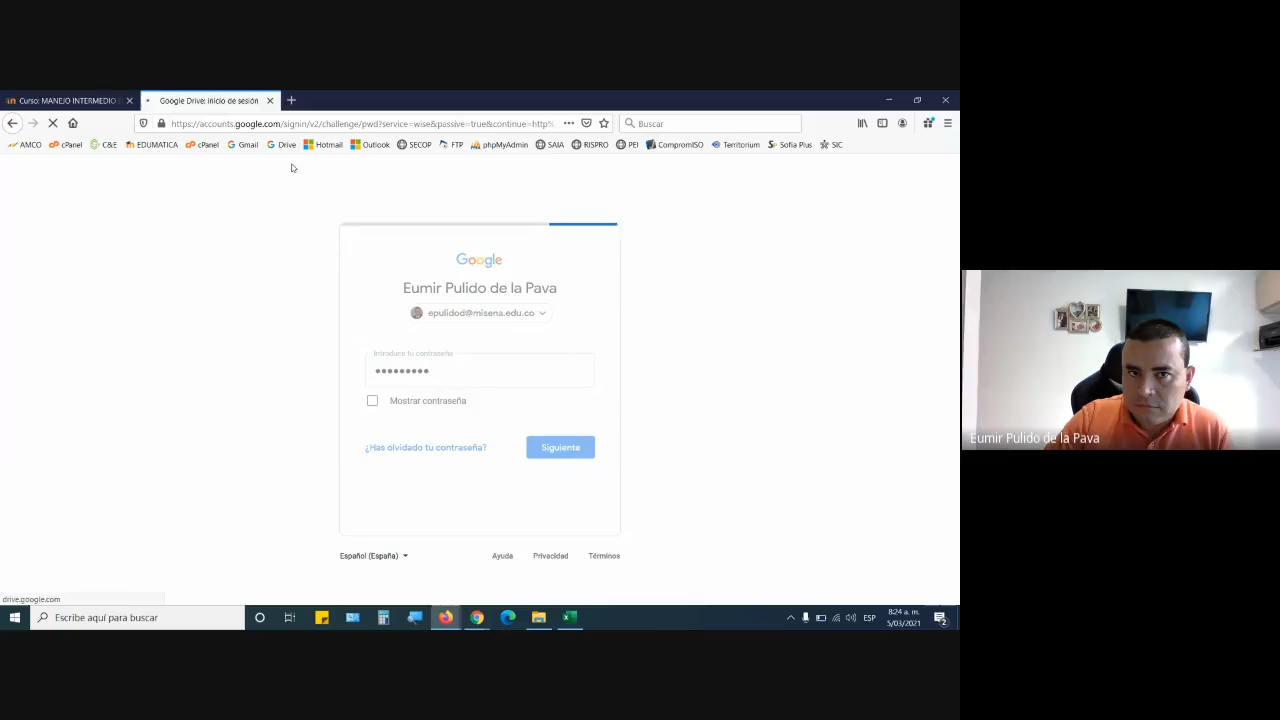 Curso: MANEJO INTERMEDIO
Google Drive: inicio de sesión
https://accounts.google.com/signin/v2/challenge/pwd?service=wise&passive=true&continue=http%
Buscar
AMCO cPanel C&E EDUMATICA cPanel Gmail Drive Hotmail Outlook SECOP FTP phpMyAdmin SAIA RISPRO PEI CompromISO Territorium Sofia Plus SIC
Google
Eumir Pulido de la Pava
epulidod@misena.edu.co
Introduce tu contraseña
Mostrar contraseña
¿Has olvidado tu contraseña?
Siguiente
Español (España)
Ayuda Privacidad Términos
drive.google.com
Escribe aquí para buscar
ESP
8:24 a. m.
5/03/2021
2
Eumir Pulido de la Pava